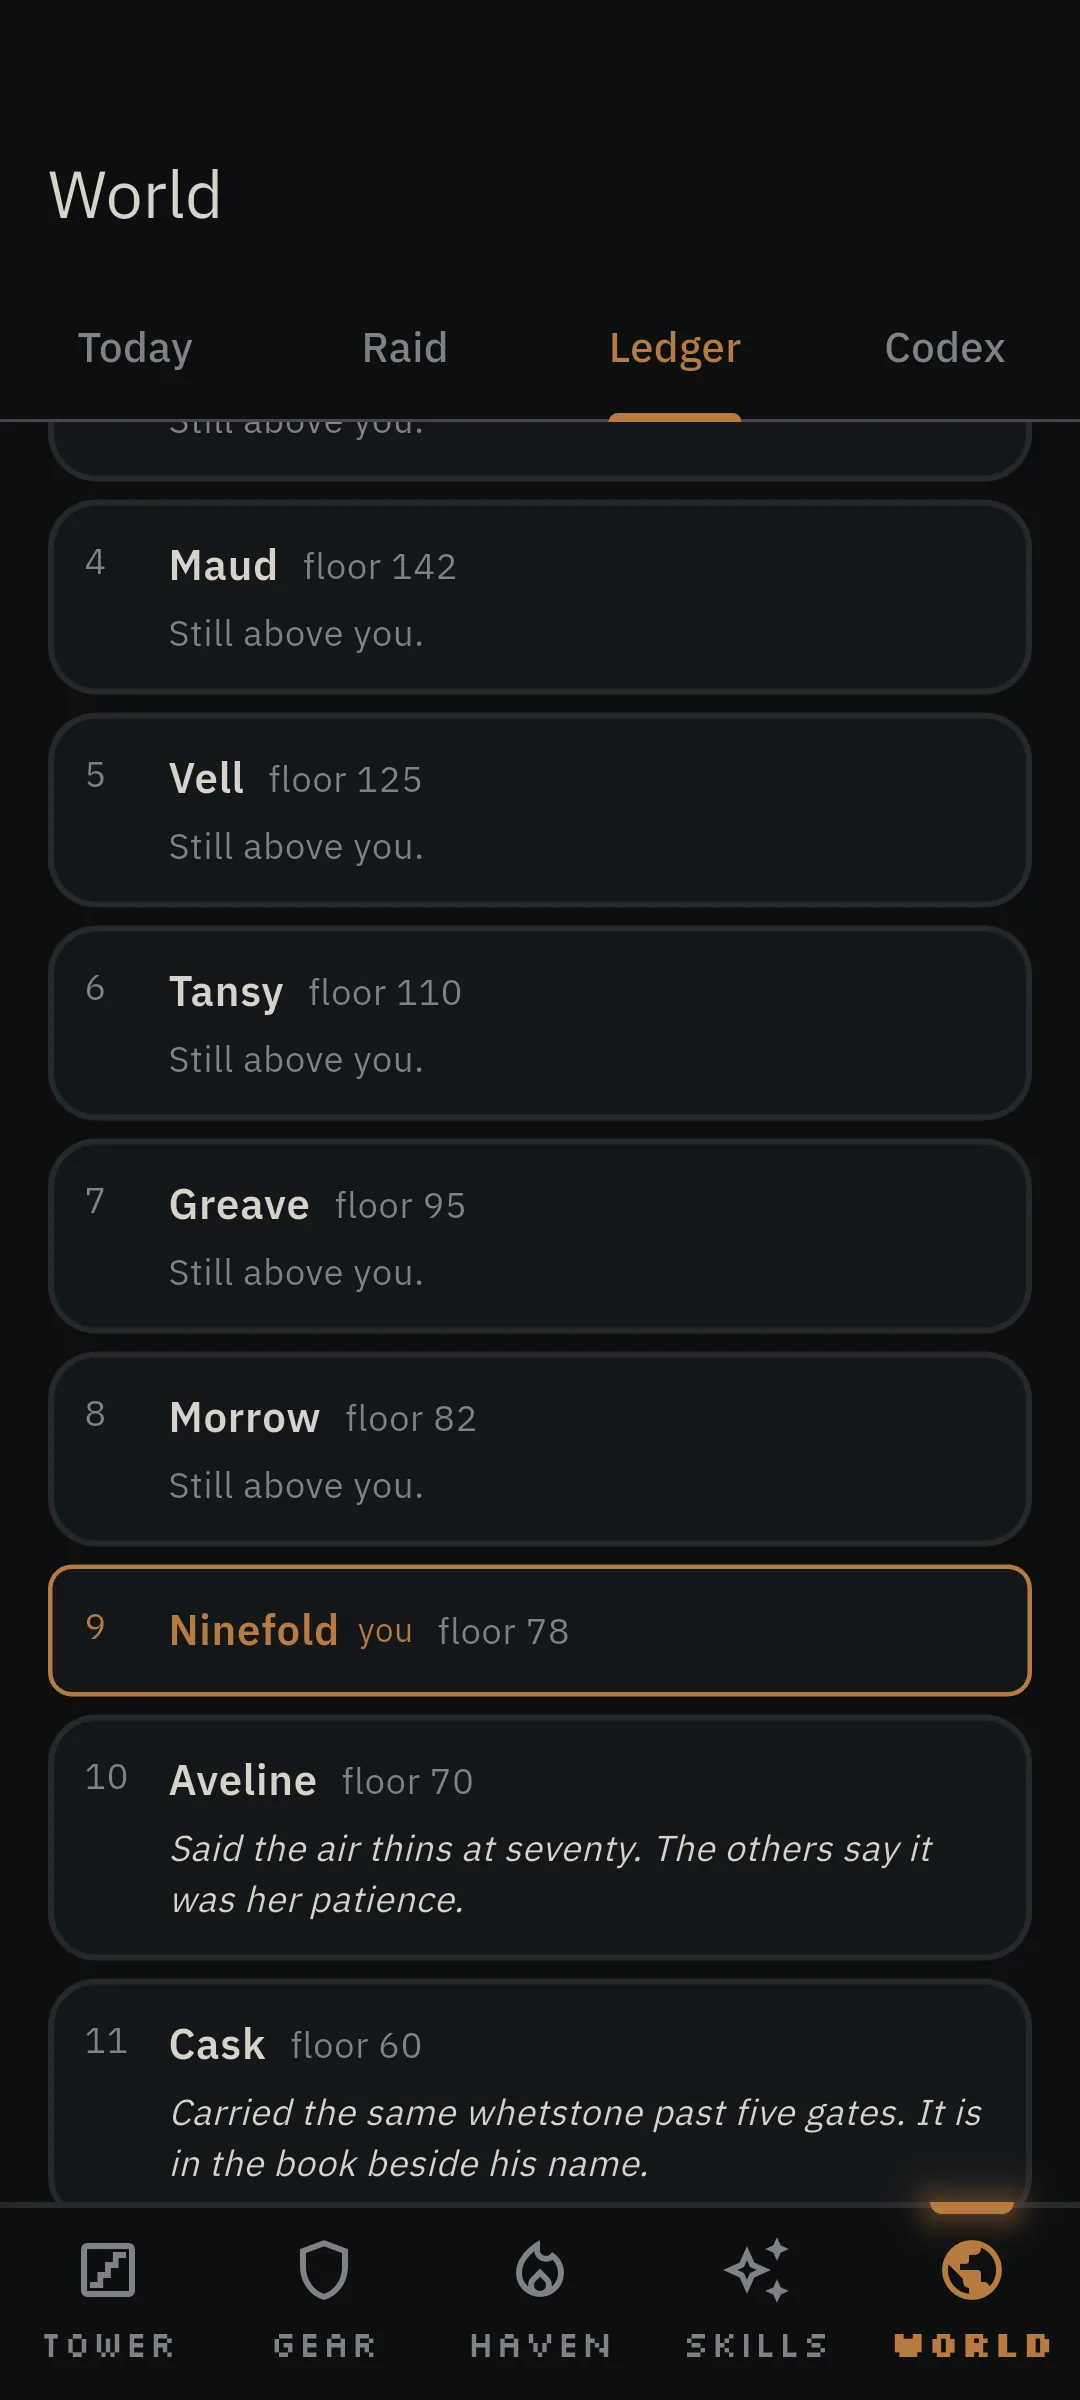 World
Today Raid Ledger Codex
Still above you.
4 Maud floor 142
Still above you.
5 Vell floor 125
Still above you.
6 Tansy floor 110
Still above you.
7 Greave floor 95
Still above you.
8 Morrow floor 82
Still above you.
9 Ninefold you floor 78
10 Aveline floor 70
Said the air thins at seventy. The others say it
was her patience.
11 Cask floor 60
Carried the same whetstone past five gates. It is
in the book beside his name.
TOWER GEAR HAVEN SKILLS WORLD